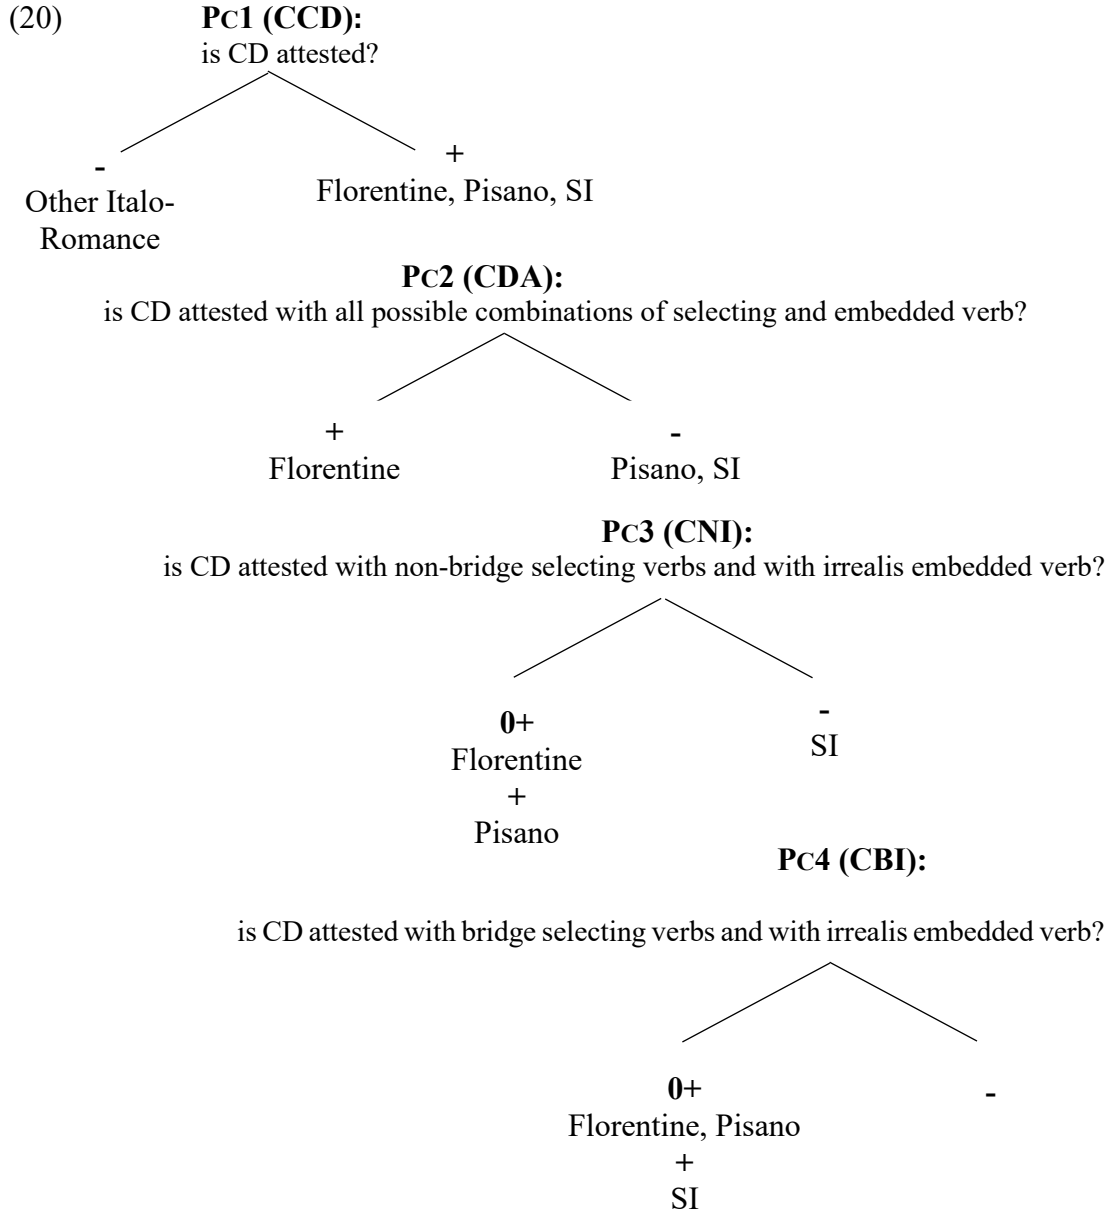 (20) PC1 (CCD):
is CD attested?
- +
Other Italo-
Romance
Florentine, Pisano, SI
PC2 (CDA):
is CD attested with all possible combinations of selecting and embedded verb?
+ -
Florentine Pisano, SI
PC3 (CNI):
is CD attested with non-bridge selecting verbs and with irrealis embedded verb?
0+ -
Florentine SI
+
Pisano
PC4 (CBI):
is CD attested with bridge selecting verbs and with irrealis embedded verb?
0+ -
Florentine, Pisano
+
SI